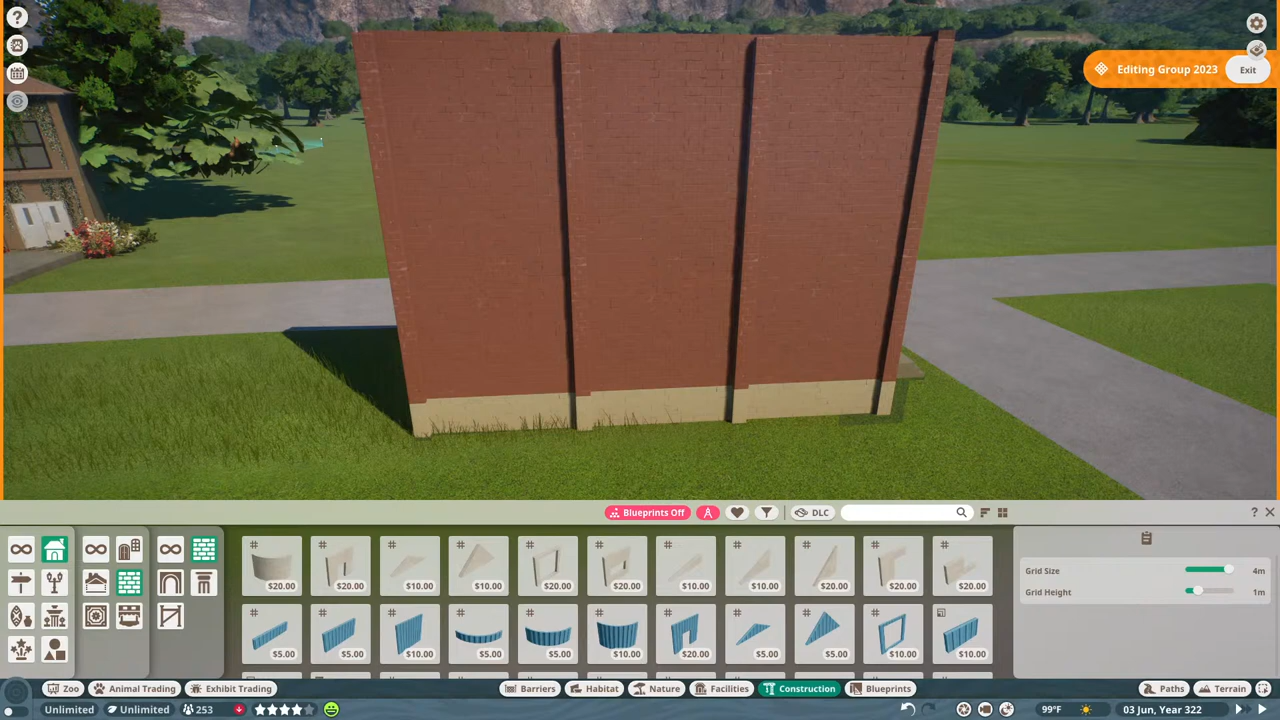 Editing Group 2023
Exit
Blueprints Off
DLC
?
$20.00
$20.00
$10.00
$10.00
$20.00
$20.00
$10.00
$10.00
$20.00
$20.00
$20.00
$5.00
$5.00
$10.00
$5.00
$5.00
$10.00
$20.00
$5.00
$5.00
$10.00
$10.00
Grid Size 4m
Grid Height 1m
Zoo
Animal Trading
Exhibit Trading
Barriers
Habitat
Nature
Facilities
Construction
Blueprints
Paths
Terrain
Unlimited
Unlimited
253
99°F
03 Jun, Year 322